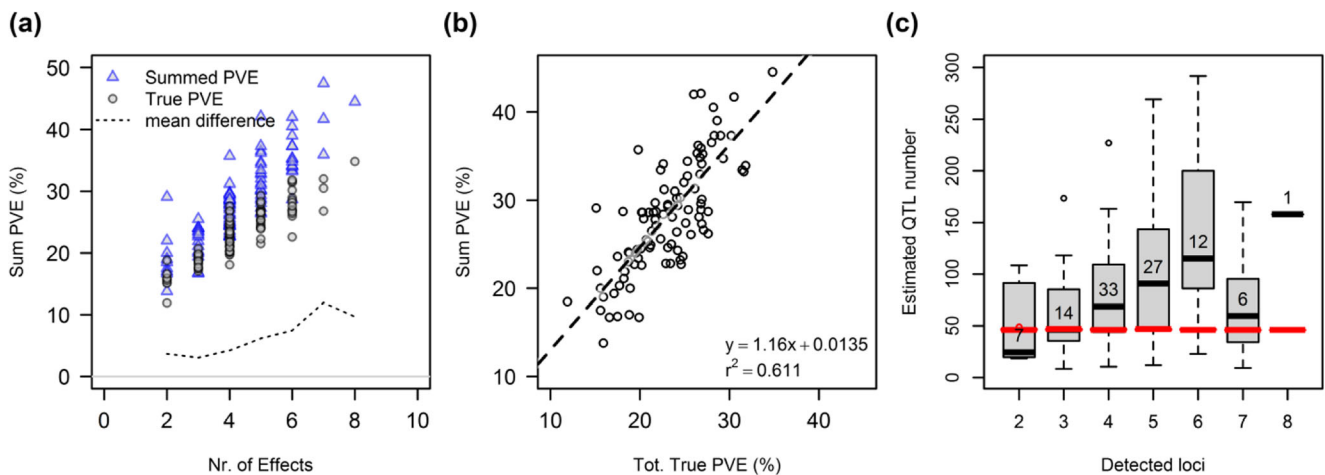 (a)
Summed PVE
True PVE
mean difference
50
40
30
20
10
0
Sum PVE (%)
0 2 4 6 8 10
Nr. of Effects
(b)
40
30
20
10
Sum PVE (%)
y = 1.16x + 0.0135
r² = 0.611
10 20 30 40
Tot. True PVE (%)
(c)
300
250
200
150
100
50
0
Estimated QTL number
7 14 33 27 12 6 1
2 3 4 5 6 7 8
Detected loci